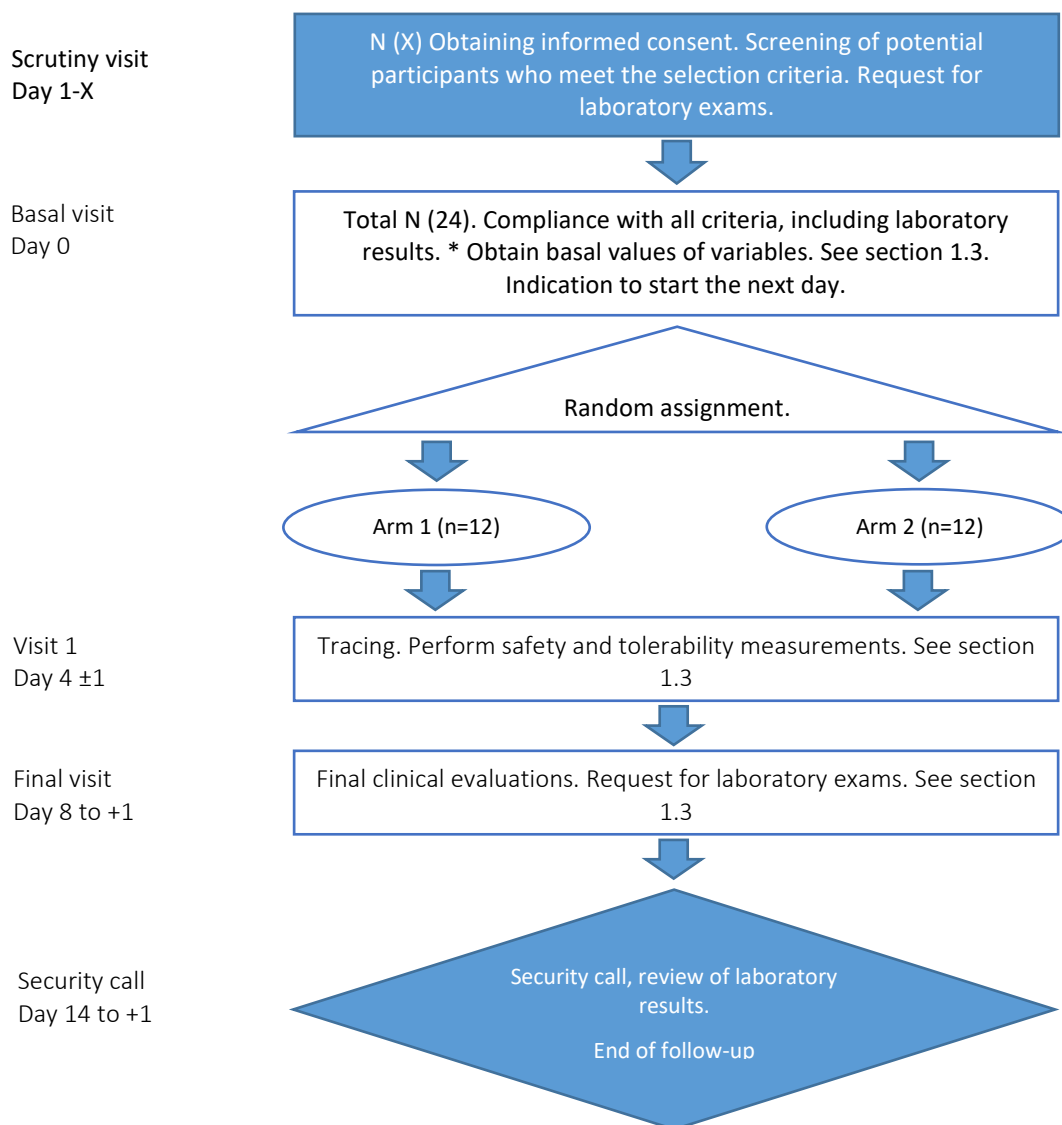 Scrutiny visit
Day 1-X
N (X) Obtaining informed consent. Screening of potential
participants who meet the selection criteria. Request for
laboratory exams.
Basal visit
Day 0
Total N (24). Compliance with all criteria, including laboratory
results. * Obtain basal values of variables. See section 1.3.
Indication to start the next day.
Random assignment.
Arm 1 (n=12)
Arm 2 (n=12)
Visit 1
Day 4 ±1
Tracing. Perform safety and tolerability measurements. See section
1.3
Final visit
Day 8 to +1
Final clinical evaluations. Request for laboratory exams. See section
1.3
Security call
Day 14 to +1
Security call, review of laboratory
results.
End of follow-up